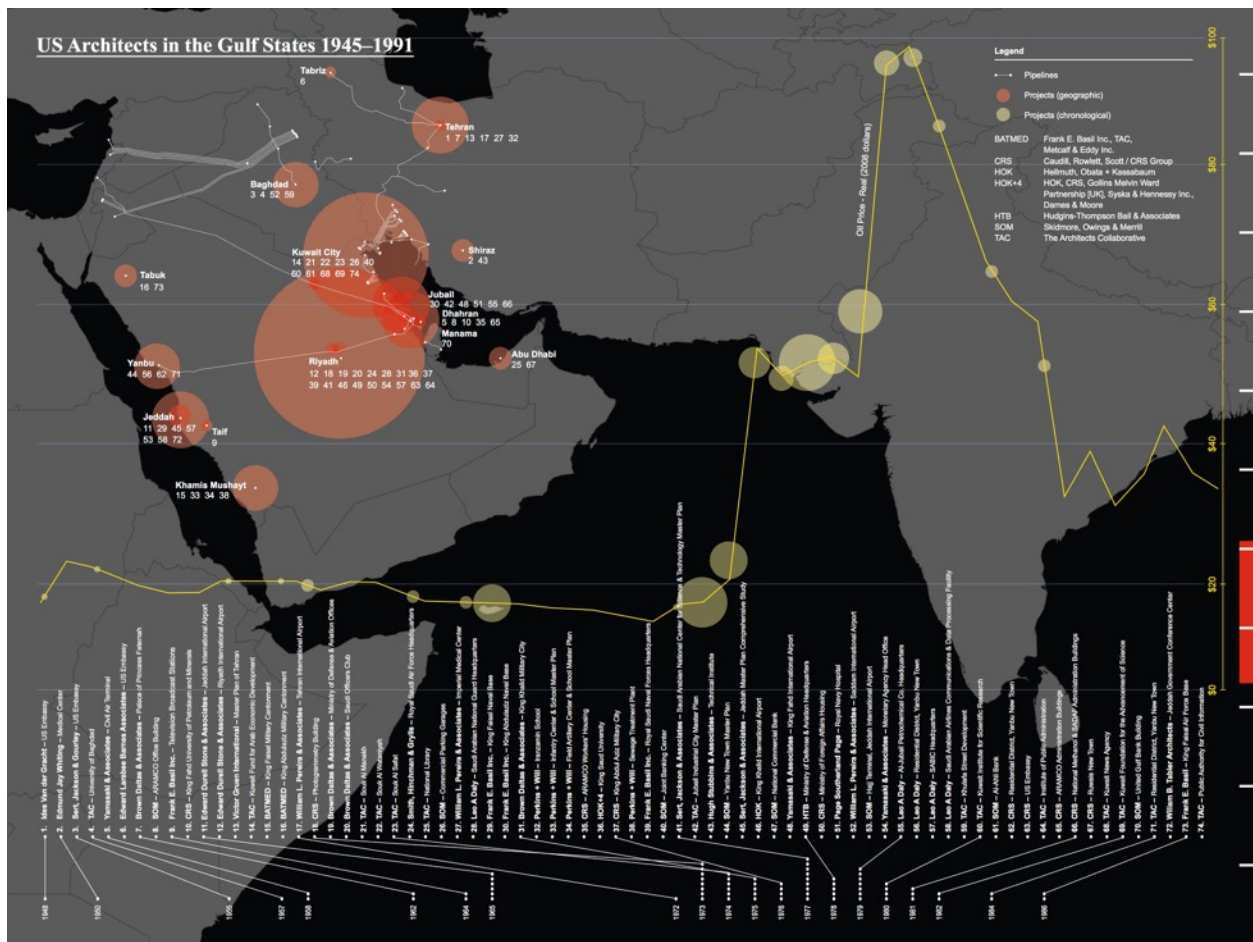 US Architects in the Gulf States 1945–1991
Tabriz
6
Tehran
1 7 13 17 27 32
Baghdad
3 4 52 59
Kuwait City
14 21 22 23 26 40
60 61 68 69 74
Shiraz
2 43
Tabuk
16 73
Jubail
30 42 48 51 55 66
Dhahran
5 8 10 35 65
Manama
70
Abu Dhabi
25 67
Yanbu
44 56 62 71
Riyadh
12 18 19 20 24 28 31 36 37
39 41 46 49 50 54 57 63 64
Jeddah
11 29 45 57
53 58 72
Taif
9
Khamis Mushayt
15 33 34 38
Legend
Pipelines
Projects (geographic)
Projects (chronological)
BATMED Frank E. Basil Inc., TAC,
Metcalf & Eddy Inc.
CRS Caudill, Rowlett, Scott / CRS Group
HOK Hellmuth, Obata + Kassabaum
HOK+4 HOK, CRS, Gollins Melvin Ward
Partnership [UK], Syska & Hennesey Inc.,
Dames & Moore
HTB Hudgins-Thompson Ball & Associates
SOM Skidmore, Owings & Merrill
TAC The Architects Collaborative
Oil Price - Real (2008 dollars)
$100
$80
$60
$40
$20
$0
1. Ides Van der Gracht – US Embassy
2. Edmund Jay Whiting – Medical Center
3. Sert, Jackson & Gourley – US Embassy
4. TAC – University of Baghdad
5. Yamasaki & Associates – Civil Air Terminal
6. Edward Larabee Barnes Associates – US Embassy
7. Brown Daltas & Associates – Palace of Princess Fatemah
8. SOM – ARAMCO Office Building
9. Frank E. Basil Inc. – Television Broadcast Stations
10. CRS – King Fahd University of Petroleum and Minerals
11. Edward Durell Stone & Associates – Jeddah International Airport
12. Edward Durell Stone & Associates – Riyadh International Airport
13. Victor Gruen International – Master Plan of Tehran
14. TAC – Kuwait Fund for Arab Economic Development
15. BATMED – King Faisal Military Cantonment
16. BATMED – King Abdulaziz Military Cantonment
17. William L. Pereira & Associates – Tehran International Airport
18. CRS – Photogrammetry Building
19. Brown Daltas & Associates – Ministry of Defense & Aviation Offices
20. Brown Daltas & Associates – Saudi Officers Club
21. TAC – Souk Al Manakh
22. TAC – Souk Al Wataniyah
23. TAC – Souk Al Safat
24. Smith, Hinchman & Grylls – Royal Saudi Air Force Headquarters
25. TAC – National Library
26. SOM – Commercial Parking Garages
27. William L. Pereira & Associates – Imperial Medical Center
28. Lee A Daly – Saudi Arabian National Guard Headquarters
29. Frank E. Basil Inc. – King Faisal Naval Base
30. Frank E. Basil Inc. – King Abdulaziz Naval Base
31. Brown Daltas & Associates – King Khalid Military City
32. Perkins + Will – Iranzamin School
33. Perkins + Will – Infantry Center & School Master Plan
34. Perkins + Will – Field Artillery Center & School Master Plan
35. CRS – ARAMCO Workers' Housing
36. HOK+4 – King Saud University
37. CRS – King Abdul Aziz Military City
38. Perkins + Will – Sewage Treatment Plant
39. Frank E. Basil Inc. – Royal Saudi Naval Forces Headquarters
40. SOM – Joint Banking Center
41. Sert, Jackson & Associates – Saudi Arabian National Center for Science & Technology Master Plan
42. TAC – Jubail Industrial City Master Plan
43. Hugh Stubbins & Associates – Technical Institute
44. SOM – Yanbu New Town Master Plan
45. Sert, Jackson & Associates – Jeddah Master Plan Comprehensive Study
46. HOK – King Khalid International Airport
47. SOM – National Commercial Bank
48. Yamasaki & Associates – King Fahd International Airport
49. HTB – Ministry of Defense & Aviation Headquarters
50. CRS – Ministry of Foreign Affairs Housing
51. Page Southerland Page – Royal Navy Hospital
52. William L. Pereira & Associates – Saddam International Airport
53. SOM – Hajj Terminal, Jeddah International Airport
54. Yamasaki & Associates – Monetary Agency Head Office
55. Lee A Daly – Al-Jubail Petrochemical Co. Headquarters
56. Lee A Daly – Residential District, Yanbu New Town
57. Lee A Daly – SABIC Headquarters
58. Lee A Daly – Saudi Arabian Airlines Communications & Data Processing Facility
59. TAC – Khulafa Street Development
60. TAC – Kuwait Institute for Scientific Research
61. SOM – Al-Ahli Bank
62. CRS – Residential District, Yanbu New Town
63. CRS – US Embassy
64. TAC – Institute of Public Administration
65. CRS – ARAMCO Administration Buildings
66. CRS – National Methanol & SADAF Administration Buildings
67. CRS – Ruweis New Town
68. TAC – Kuwait News Agency
69. TAC – Kuwait Foundation for the Advancement of Science
70. SOM – United Gulf Bank Building
71. TAC – Residential District, Yanbu New Town
72. William B. Tabler Architects – Jeddah Government Conference Center
73. Frank E. Basil – King Faisal Air Force Base
74. TAC – Public Authority for Civil Information
1948
1950
1955
1957
1958
1962
1964
1965
1972
1973
1974
1975
1976
1977
1978
1979
1980
1981
1982
1984
1986